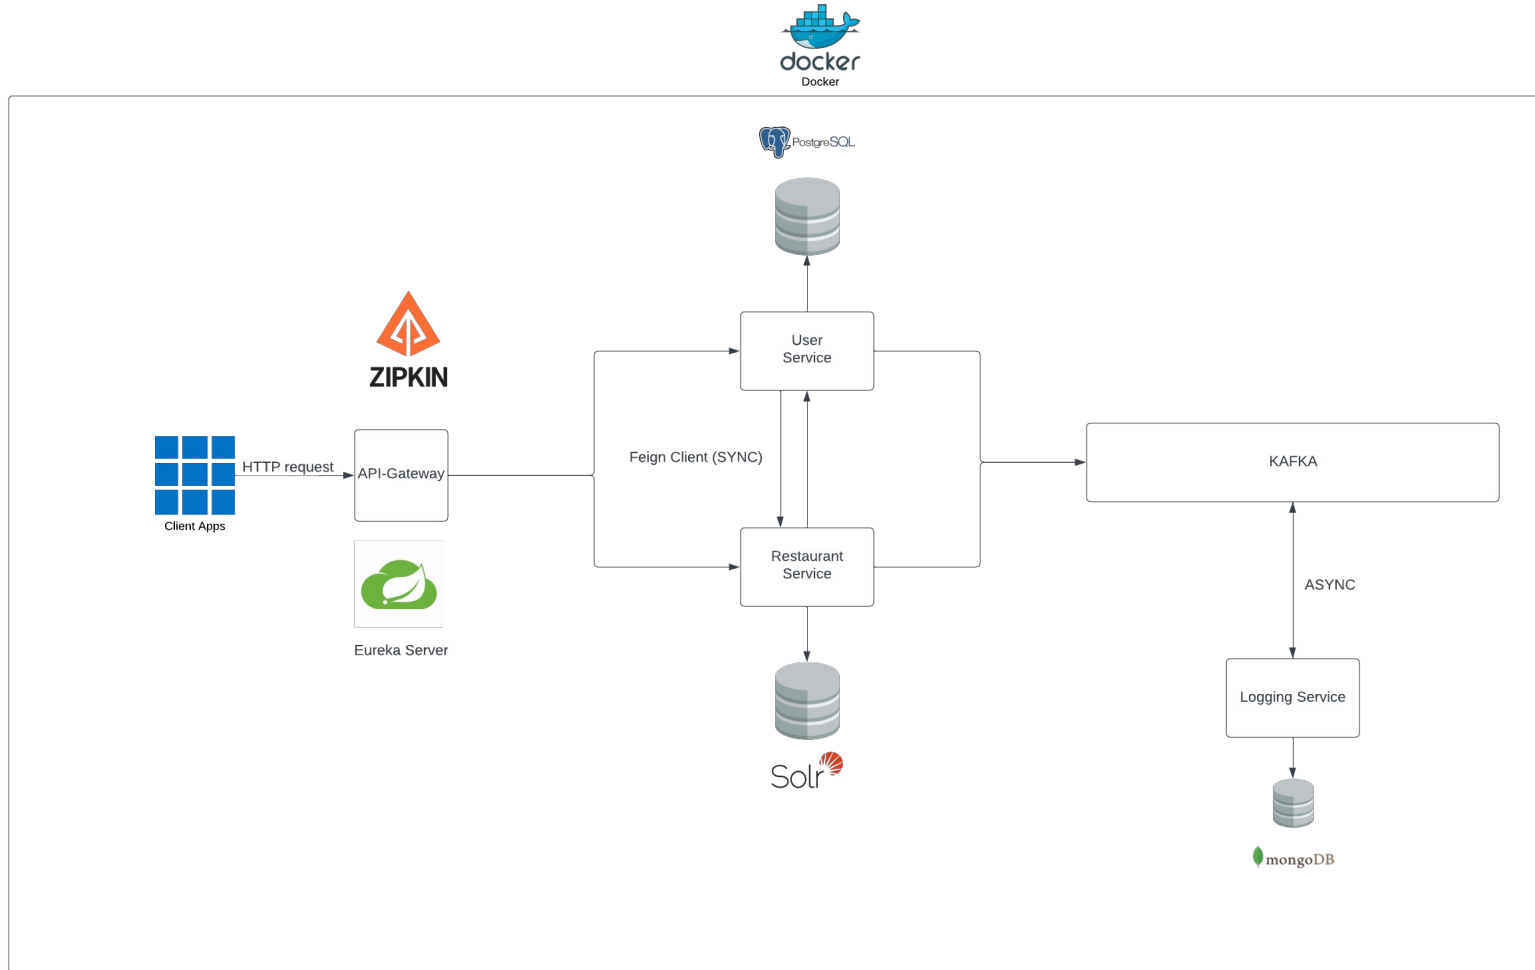 docker
Docker
PostgreSQL
User
Service
ZIPKIN
Feign Client (SYNC)
HTTP request
API-Gateway
KAFKA
Client Apps
Restaurant
Service
ASYNC
Eureka Server
Logging Service
Solr
mongoDB